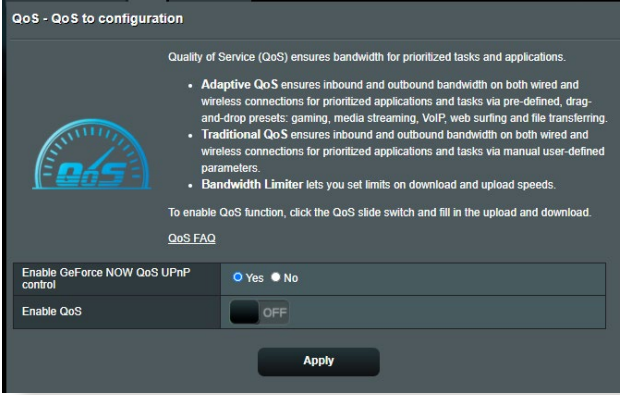 QoS - QoS to configuration
Quality of Service (QoS) ensures bandwidth for prioritized tasks and applications.
• Adaptive QoS ensures inbound and outbound bandwidth on both wired and
wireless connections for prioritized applications and tasks via pre-defined, drag-
and-drop presets: gaming, media streaming, VoIP, web surfing and file transferring.
• Traditional QoS ensures inbound and outbound bandwidth on both wired and
wireless connections for prioritized applications and tasks via manual user-defined
parameters.
• Bandwidth Limiter lets you set limits on download and upload speeds.
QoS
To enable QoS function, click the QoS slide switch and fill in the upload and download.
QoS FAQ
Enable GeForce NOW QoS UPnP
control
Yes No
Enable QoS
OFF
Apply